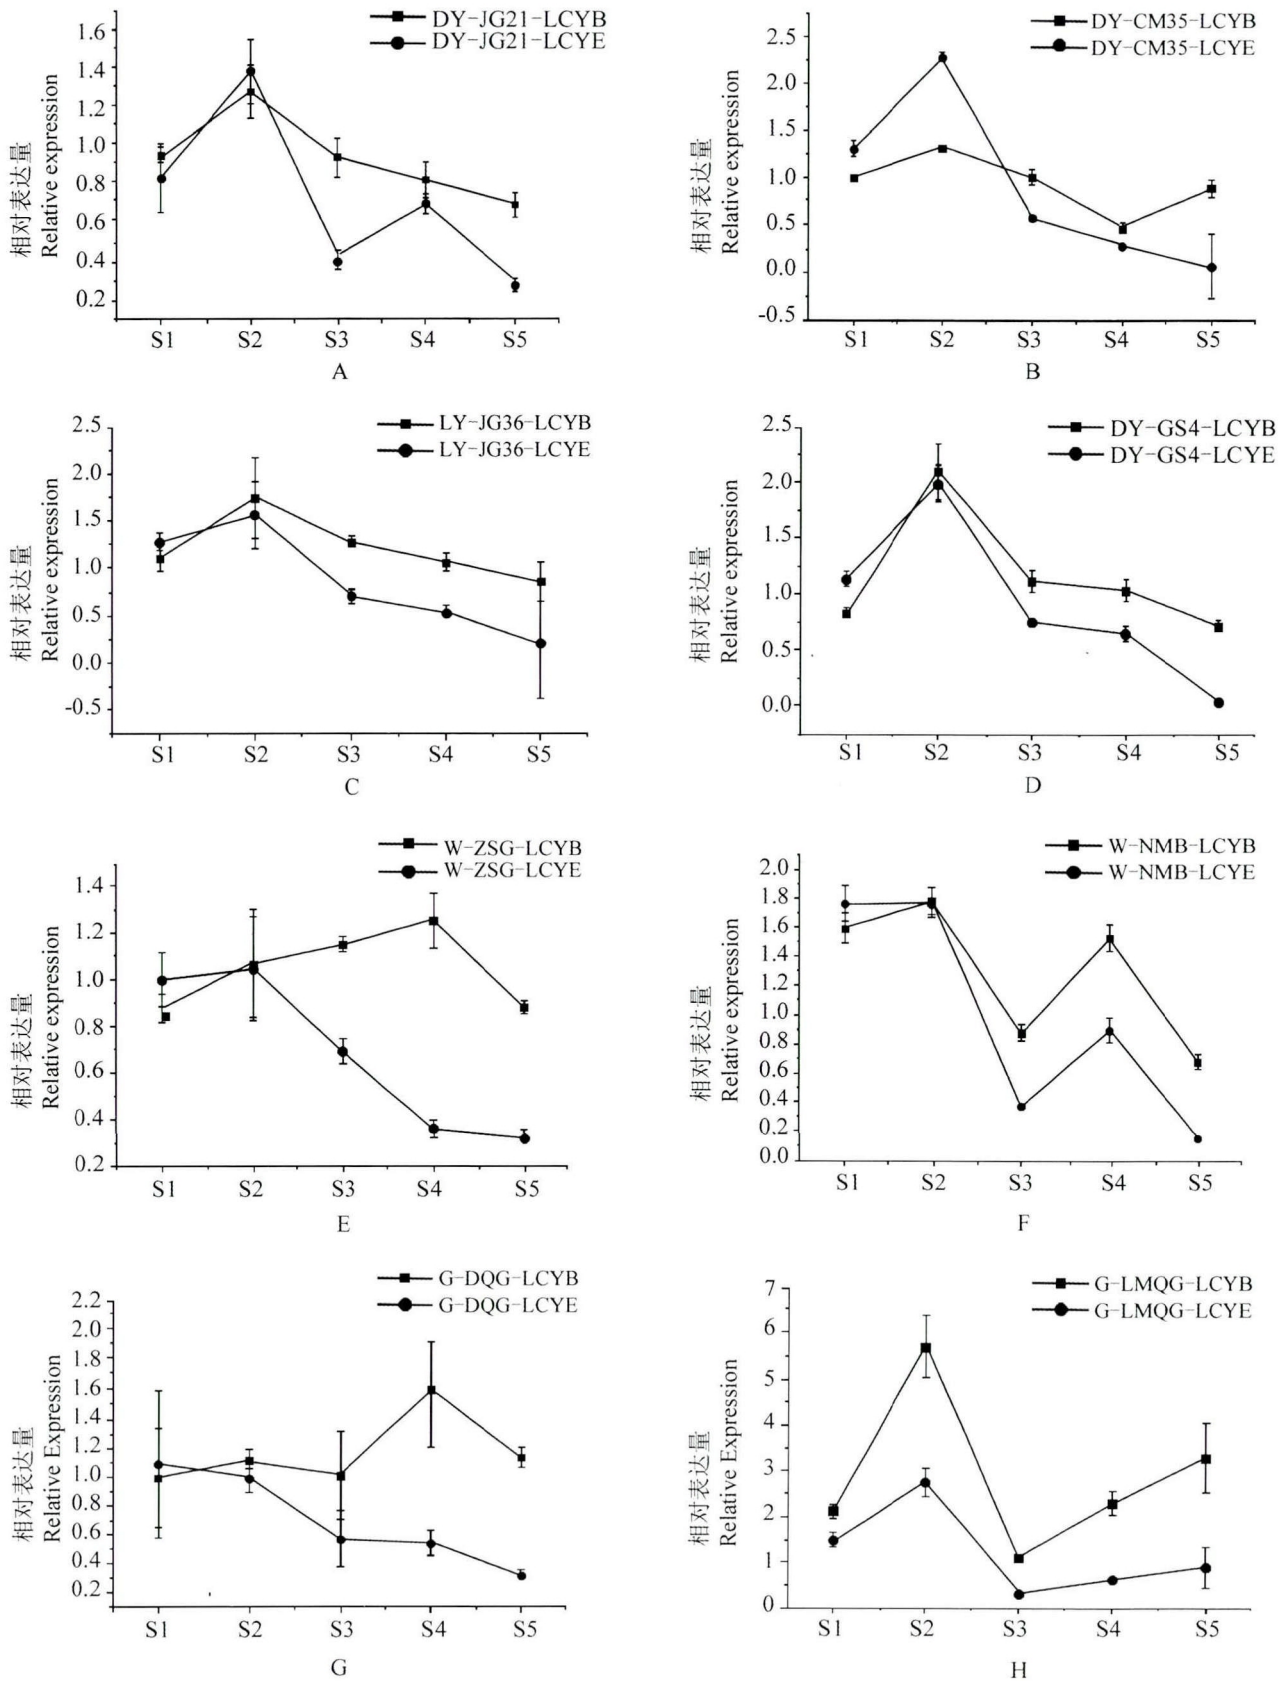 DY-JG21-LCYB
DY-JG21-LCYE
1.6
1.4
1.2
1.0
0.8
0.6
0.4
0.2
相对表达量
Relative expression
S1 S2 S3 S4 S5
A
DY-CM35-LCYB
DY-CM35-LCYE
2.5
2.0
1.5
1.0
0.5
0.0
-0.5
相对表达量
Relative expression
S1 S2 S3 S4 S5
B
LY-JG36-LCYB
LY-JG36-LCYE
2.5
2.0
1.5
1.0
0.5
0.0
-0.5
相对表达量
Relative expression
S1 S2 S3 S4 S5
C
DY-GS4-LCYB
DY-GS4-LCYE
2.5
2.0
1.5
1.0
0.5
0.0
相对表达量
Relative expression
S1 S2 S3 S4 S5
D
W-ZSG-LCYB
W-ZSG-LCYE
1.4
1.2
1.0
0.8
0.6
0.4
0.2
相对表达量
Relative expression
S1 S2 S3 S4 S5
E
W-NMB-LCYB
W-NMB-LCYE
2.0
1.8
1.6
1.4
1.2
1.0
0.8
0.6
0.4
0.2
0.0
相对表达量
Relative expression
S1 S2 S3 S4 S5
F
G-DQG-LCYB
G-DQG-LCYE
2.2
2.0
1.8
1.6
1.4
1.2
1.0
0.8
0.6
0.4
0.2
相对表达量
Relative Expression
S1 S2 S3 S4 S5
G
G-LMQG-LCYB
G-LMQG-LCYE
7
6
5
4
3
2
1
0
相对表达量
Relative Expression
S1 S2 S3 S4 S5
H